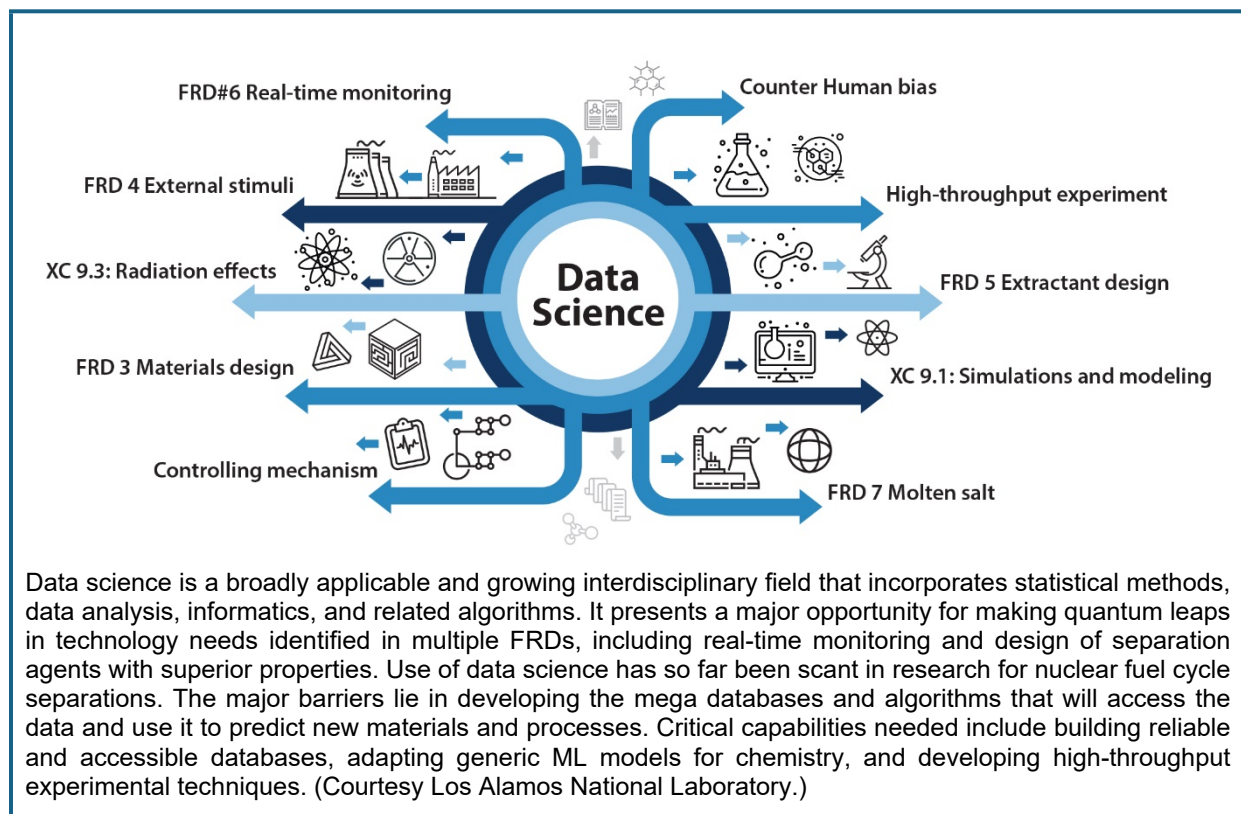 FRD#6 Real-time monitoring
Counter Human bias
FRD 4 External stimuli
High-throughput experiment
XC 9.3: Radiation effects
Data
Science
FRD 5 Extractant design
FRD 3 Materials design
XC 9.1: Simulations and modeling
Controlling mechanism
FRD 7 Molten salt
Data science is a broadly applicable and growing interdisciplinary field that incorporates statistical methods,
data analysis, informatics, and related algorithms. It presents a major opportunity for making quantum leaps
in technology needs identified in multiple FRDs, including real-time monitoring and design of separation
agents with superior properties. Use of data science has so far been scant in research for nuclear fuel cycle
separations. The major barriers lie in developing the mega databases and algorithms that will access the
data and use it to predict new materials and processes. Critical capabilities needed include building reliable
and accessible databases, adapting generic ML models for chemistry, and developing high-throughput
experimental techniques. (Courtesy Los Alamos National Laboratory.)